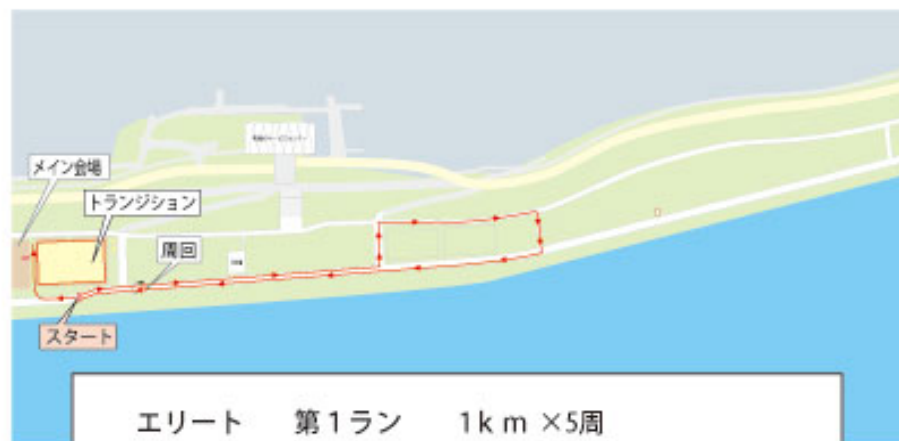 メイン会場
トランジション
周回
スタート
エリート 第1ラン 1km ×5周